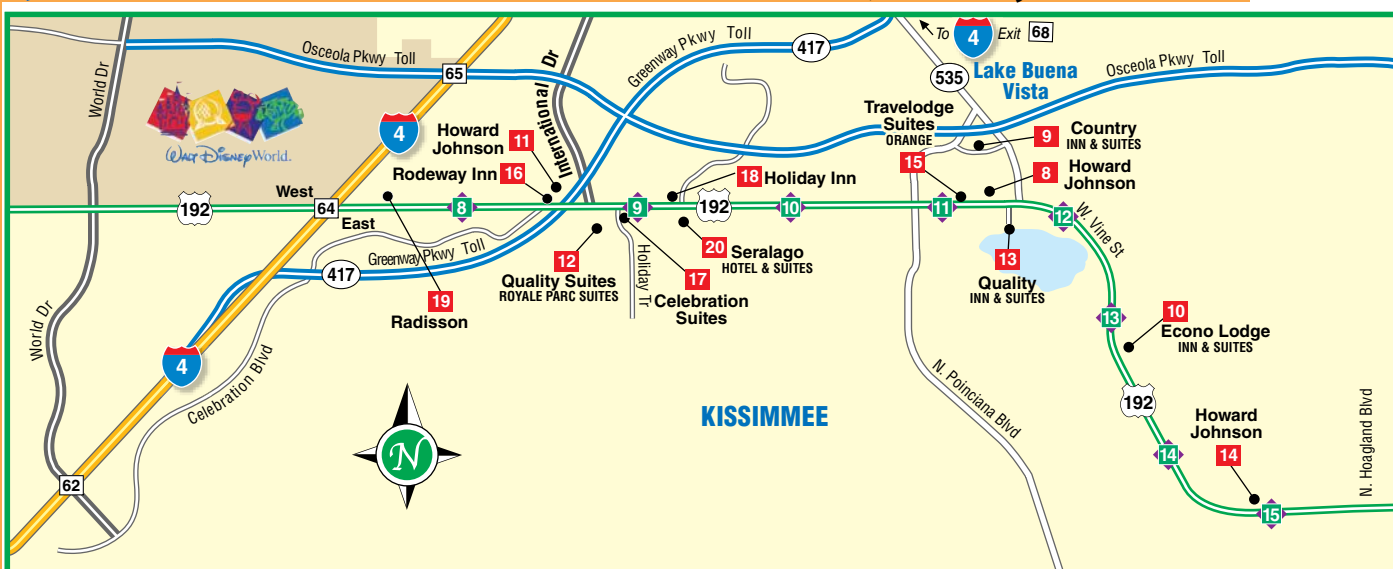 To
4
Exit 68
Osceola Pkwy Toll
65
International Dr
Greenway Pkwy Toll
417
535
Lake Buena
Vista
Osceola Pkwy Toll
World Dr
4
Walt Disney World.
Howard
Johnson
11
Rodeway Inn
16
Travelodge
Suites
ORANGE
15
9
Country
INN & SUITES
8
Howard
Johnson
18
Holiday Inn
West
192
64
East
8
9
192
10
11
12
W. Vine St
Greenway Pkwy Toll
417
12
Quality Suites
ROYALE PARC SUITES
Holiday Tr
20
Seralago
HOTEL & SUITES
17
Celebration
Suites
13
Quality
INN & SUITES
19
Radisson
13
10
Econo Lodge
INN & SUITES
World Dr
4
Celebration Blvd
N. Poinciana Blvd
192
N. Hoagland Blvd
KISSIMMEE
Howard
Johnson
14
14
N
62
15